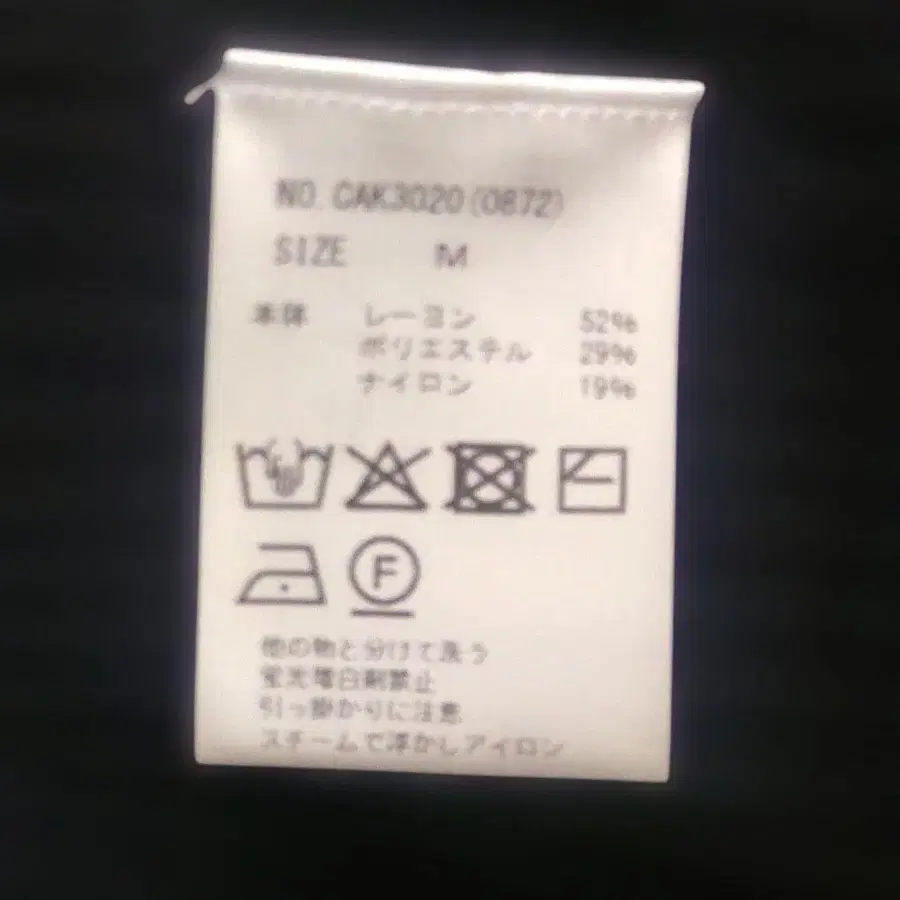 NO. CAK3020(0872)
SIZE M
本体 レーヨン 52%
ポリエステル 29%
ナイロン 19%
F
他の物と分けて洗う
蛍光増白剤禁止
引っ掛かりに注意
スチームで浮かしアイロン